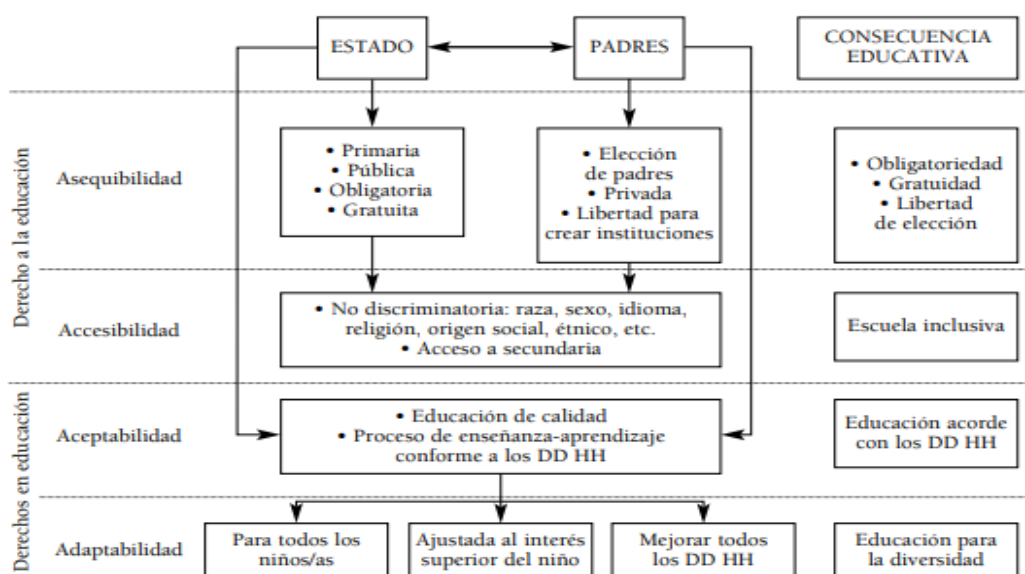 ESTADO
PADRES
CONSECUENCIA
EDUCATIVA
Derecho a la educación
Asequibilidad
• Primaria
• Pública
• Obligatoria
• Gratuita
• Elección
de padres
• Privada
• Libertad para
crear instituciones
• Obligatoriedad
• Gratuidad
• Libertad
de elección
Accesibilidad
• No discriminatoria: raza, sexo, idioma,
religión, origen social, étnico, etc.
• Acceso a secundaria
Escuela inclusiva
Derechos en educación
Aceptabilidad
• Educación de calidad
• Proceso de enseñanza-aprendizaje
conforme a los DD HH
Educación acorde
con los DD HH
Adaptabilidad
Para todos los
niños/as
Ajustada al interés
superior del niño
Mejorar todos
los DD HH
Educación para
la diversidad